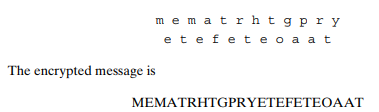 m e m a t r h t g p r y
e t e f e t e o a a t
The encrypted message is
MEMATRHTGPRYETEFETEOAAT